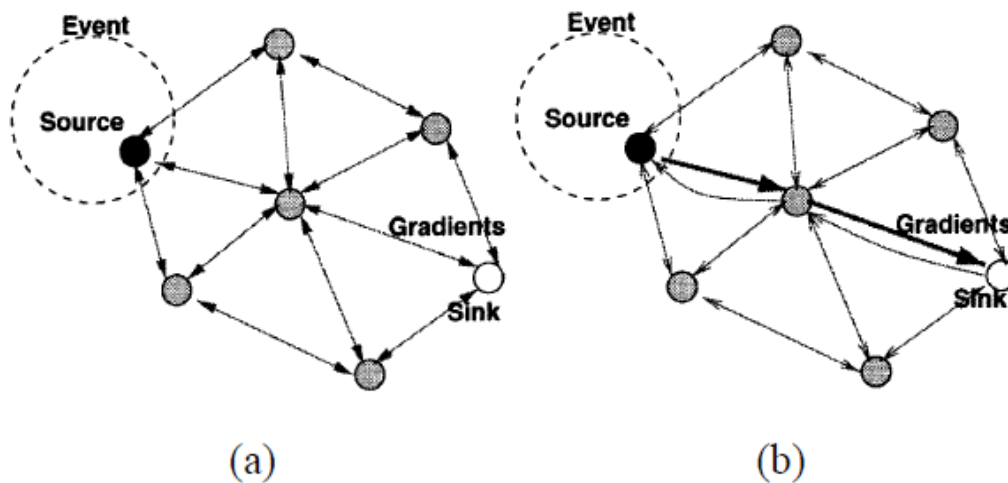 Event
Source
Gradients
Sink
(a)
Event
Source
Gradients
Sink
(b)